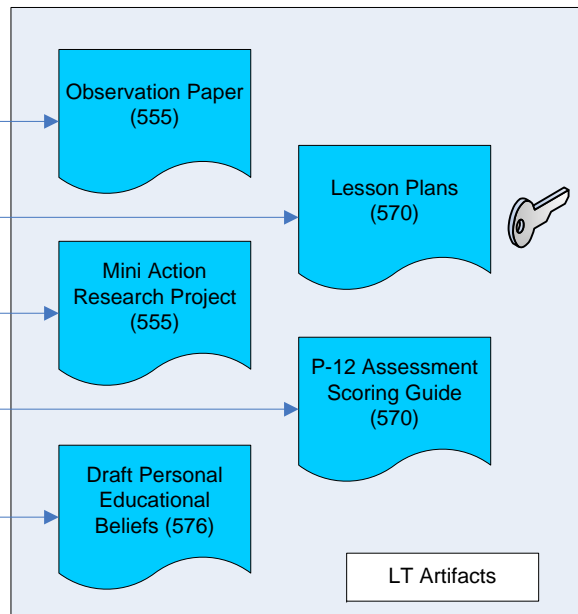 Observation Paper
(555)
Lesson Plans
(570)
Mini Action
Research Project
(555)
P-12 Assessment
Scoring Guide
(570)
Draft Personal
Educational
Beliefs (576)
LT Artifacts